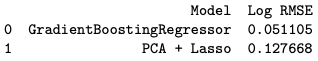 Model Log RMSE
0 GradientBoostingRegressor 0.051105
1 PCA + Lasso 0.127668